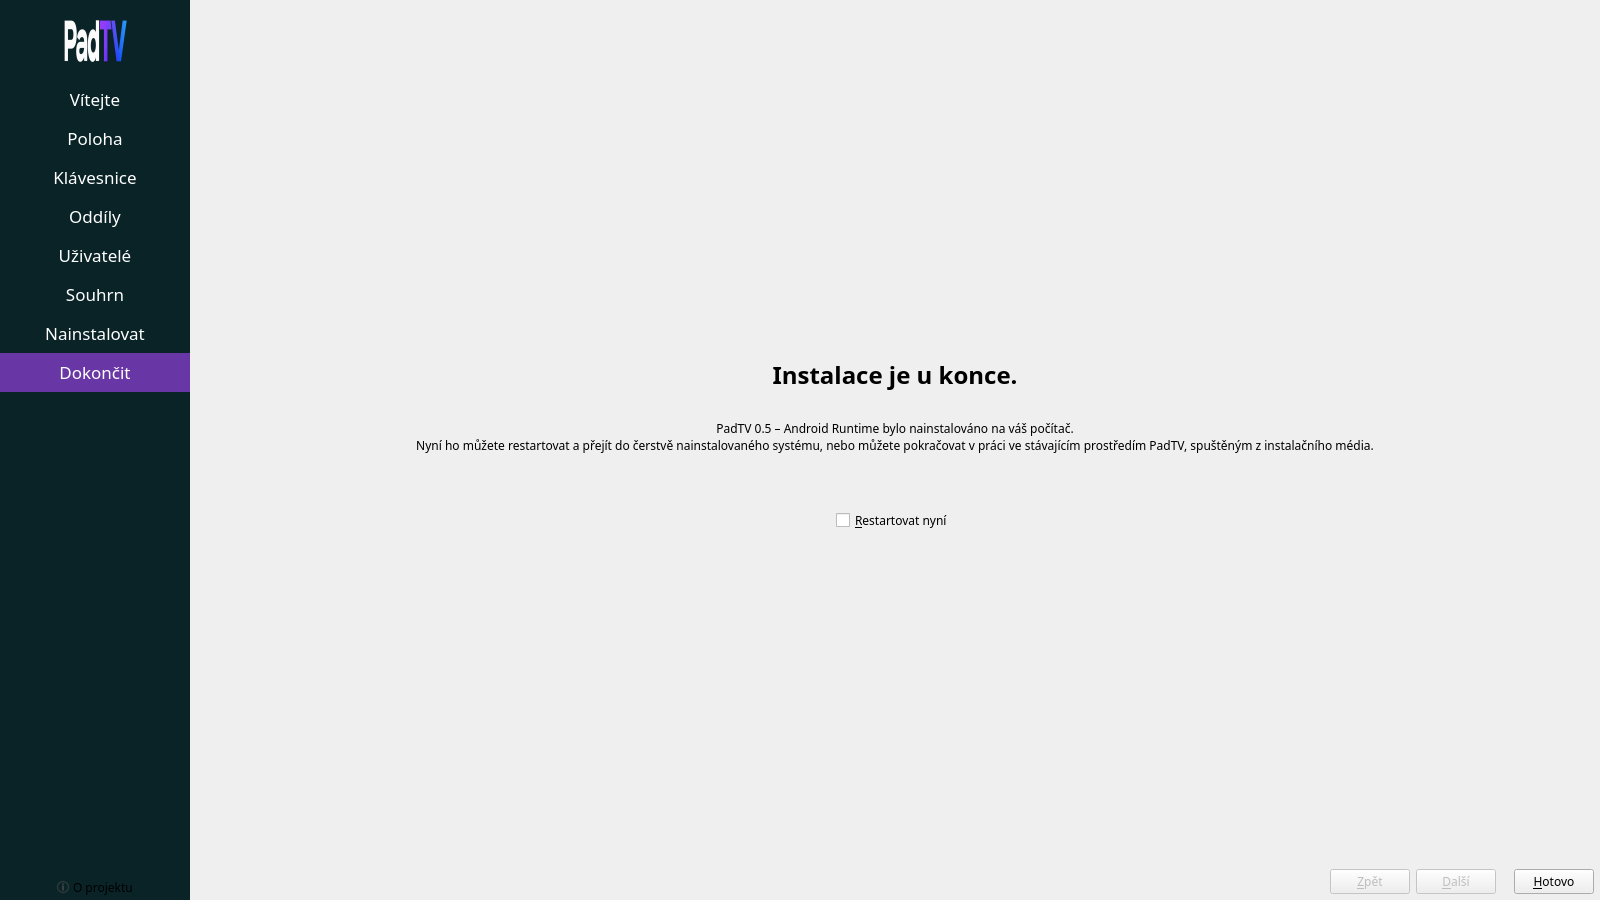 PadTV
Vítejte
Poloha
Klávesnice
Oddíly
Uživatelé
Souhrn
Nainstalovat
Dokončit
O projektu
Instalace je u konce.
PadTV 0.5 – Android Runtime bylo nainstalováno na váš počítač.
Nyní ho můžete restartovat a přejít do čerstvě nainstalovaného systému, nebo můžete pokračovat v práci ve stávajícím prostředím PadTV, spuštěným z instalačního média.
Restartovat nyní
Zpět
Další
Hotovo